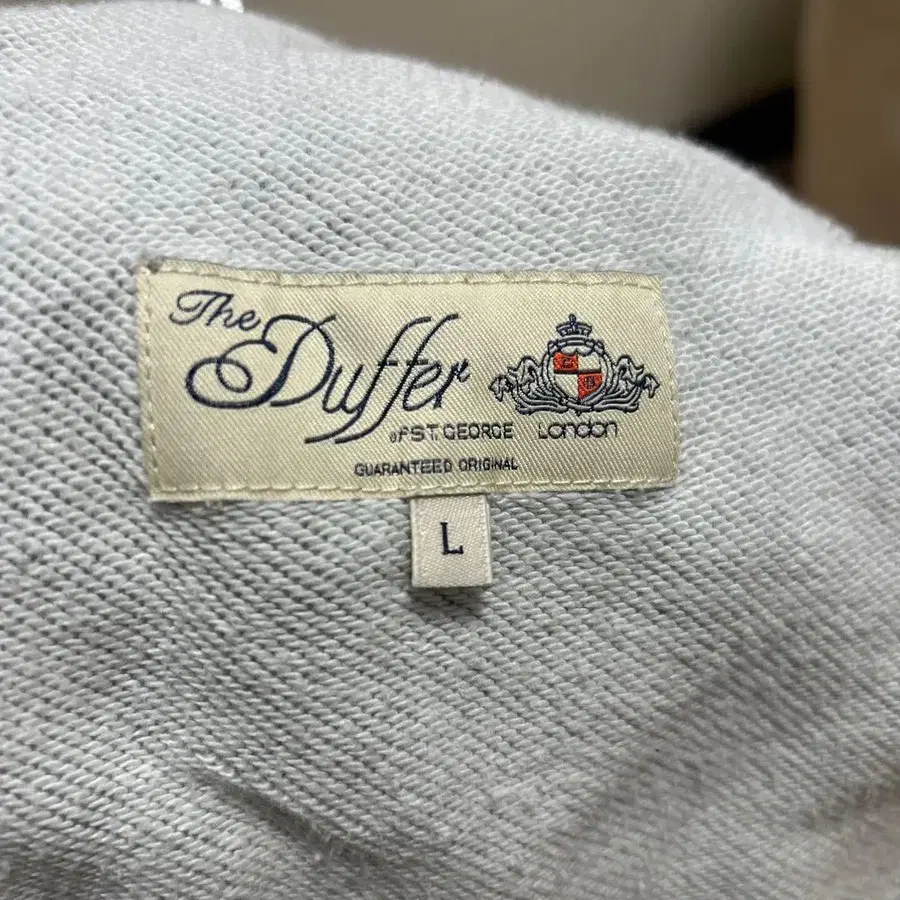 The
Duffer
of ST. GEORGE London
GUARANTEED ORIGINAL
L